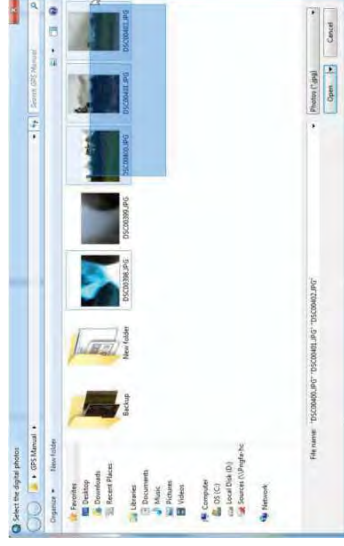 Select the digital photos
GPS Manual
Search GPS Manual
Organize
New folder
Favorites
Desktop
Downloads
Recent Places
Libraries
Documents
Music
Pictures
Videos
Computer
OS (C:)
Local Disk (D:)
Network
Backup
New folder
DSC00398.JPG
DSC00399.JPG
DSC00400.JPG
DSC00401.JPG
DSC00402.JPG
File name: "DSC00400.JPG" "DSC00401.JPG" "DSC00402.JPG"
Photos (*.jpg)
Open
Cancel